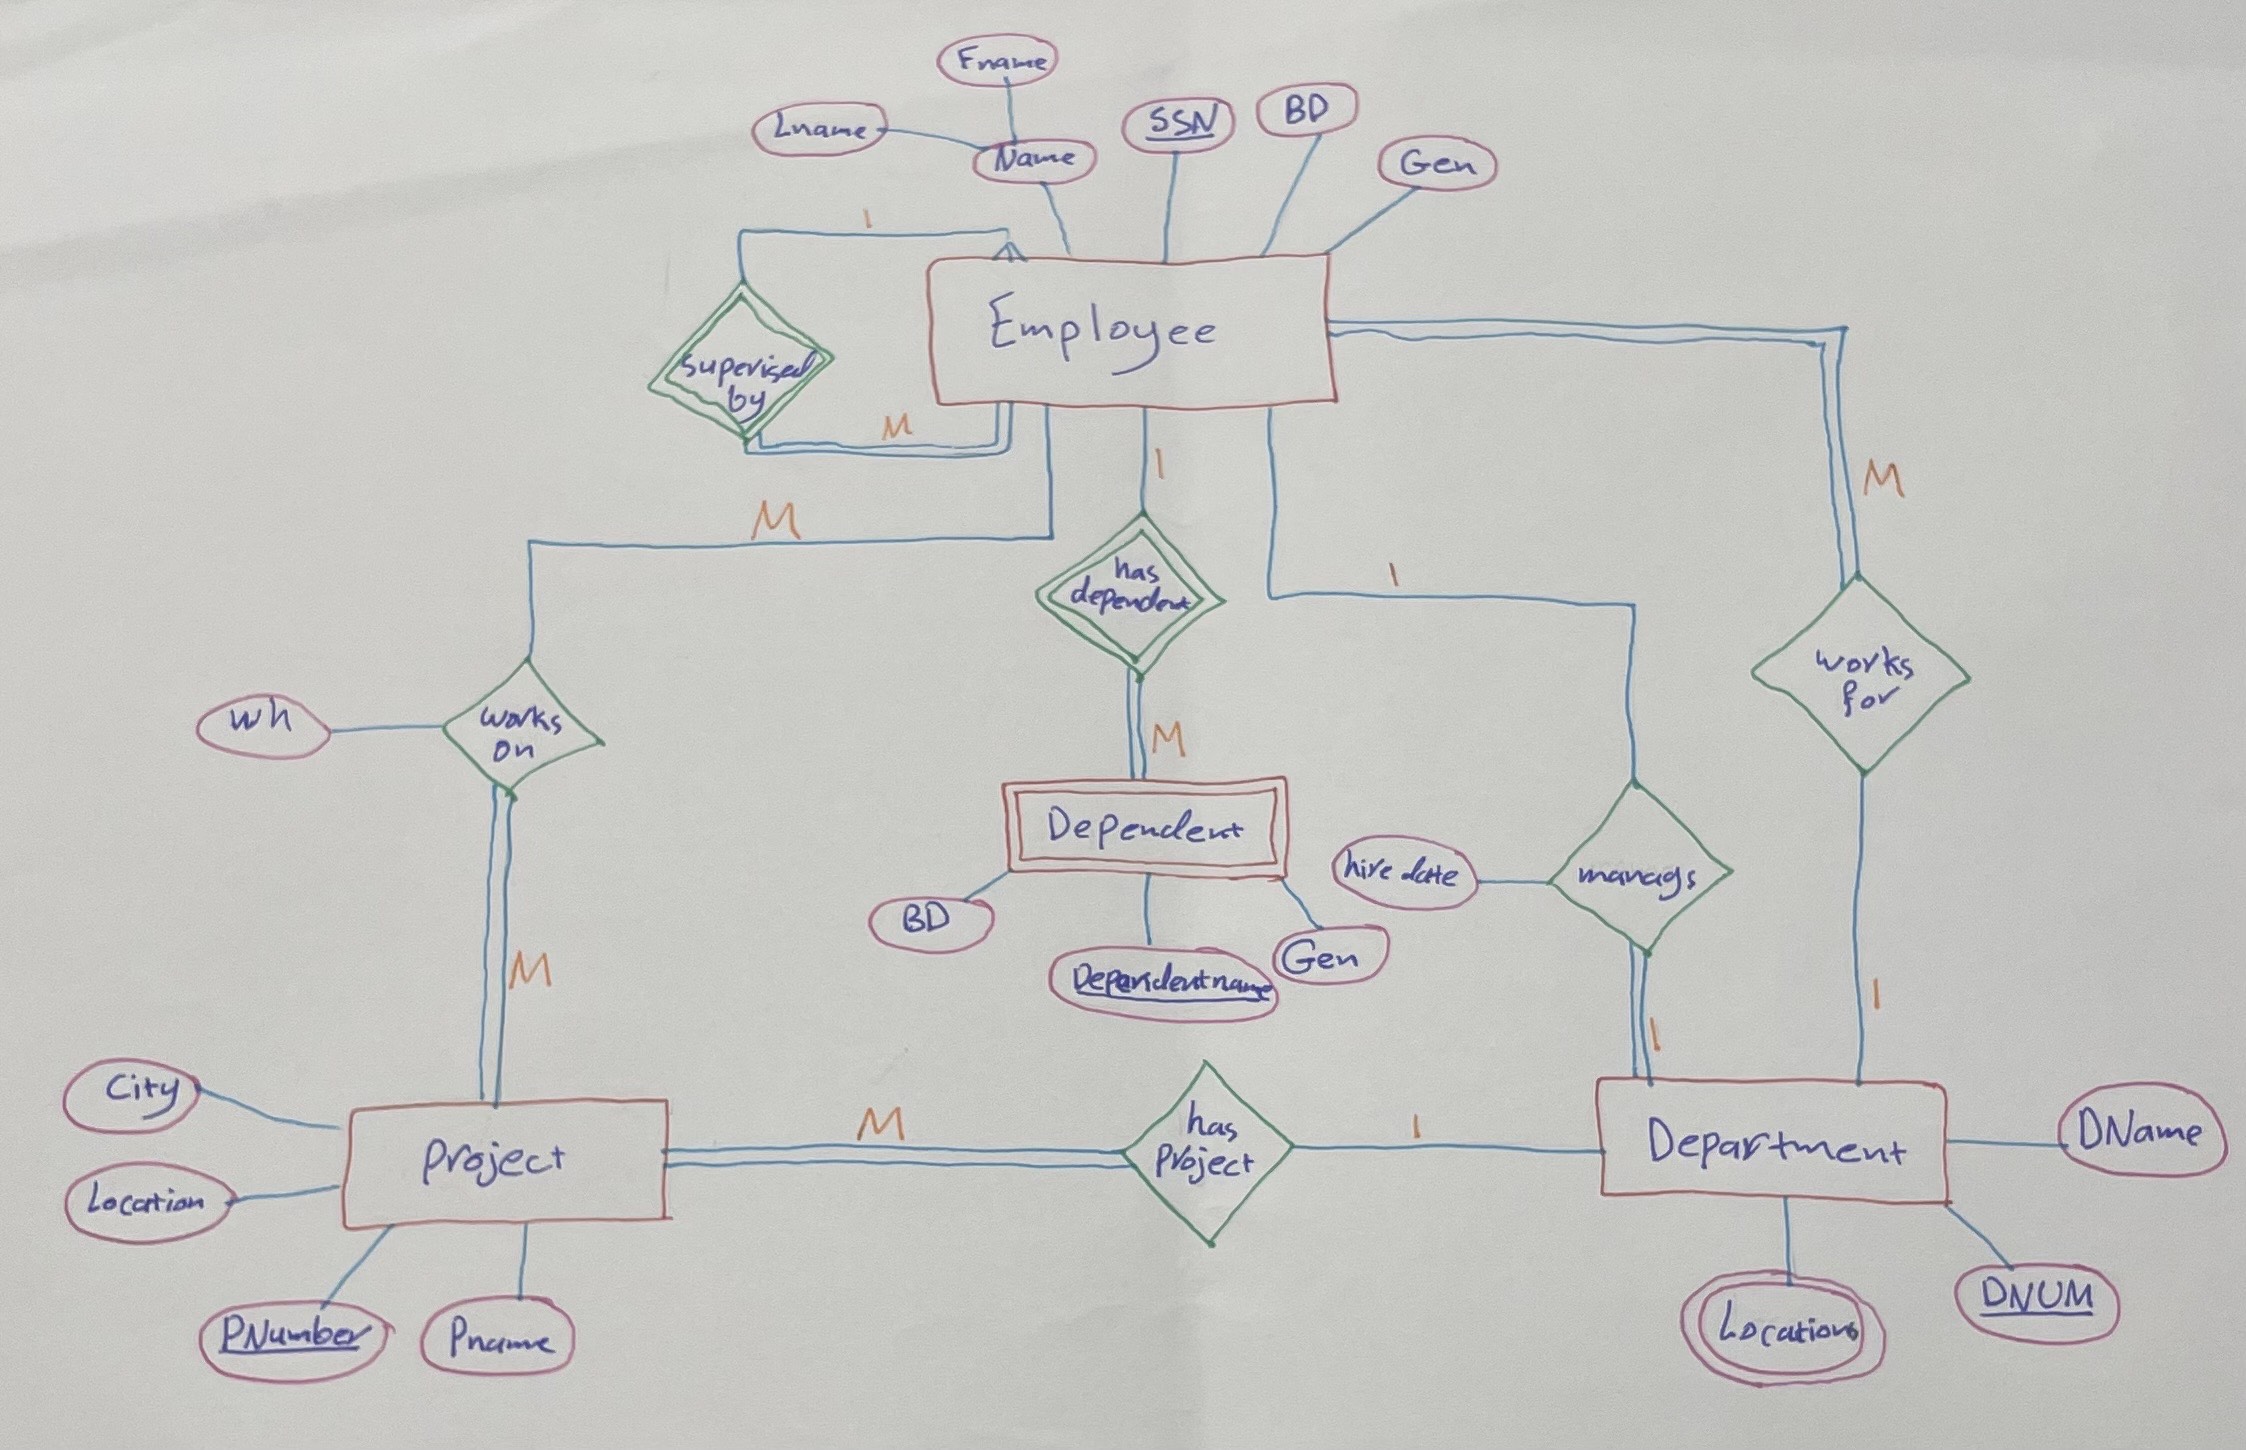 Fname
Lname
Name
SSN
BD
Gen
1
Employee
superised
by
M
M
1
1
M
has
dependent
works
for
wh
works
on
M
Dependent
hire date
manags
BD
Dependentname
Gen
M
1
1
City
Location
Project
M
has
Project
1
Department
DName
PNumber
Pname
Locations
DNUM